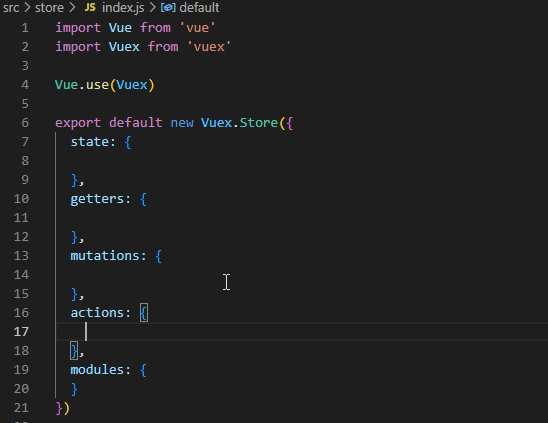 src > store > JS index.js > default
1 import Vue from 'vue'
2 import Vuex from 'vuex'
3
4 Vue.use(Vuex)
5
6 export default new Vuex.Store({
7 state: {
8
9 },
10 getters: {
11
12 },
13 mutations: {
14
15 },
16 actions: {
17
18 },
19 modules: {
20 }
21 })